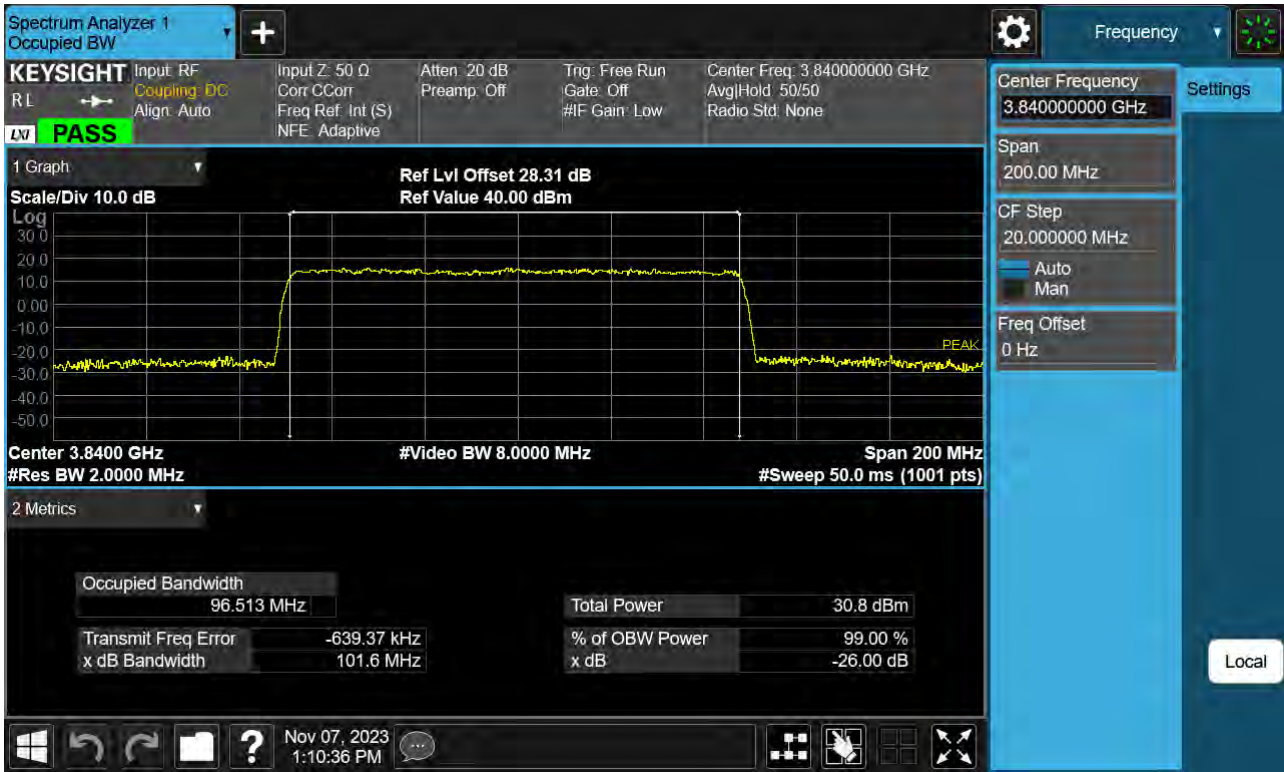 Spectrum Analyzer 1
Occupied BW
+
Frequency
KEYSIGHT
RL
LXI
PASS
Input: RF
Coupling: DC
Align: Auto
Input Z: 50 Ω
Corr CCorr
Freq Ref: Int (S)
NFE: Adaptive
Atten: 20 dB
Preamp: Off
Trig: Free Run
Gate: Off
#IF Gain: Low
Center Freq: 3.840000000 GHz
Avg|Hold: 50/50
Radio Std: None
Center Frequency
3.840000000 GHz
Settings
Span
200.00 MHz
CF Step
20.000000 MHz
Auto
Man
Freq Offset
0 Hz
Local
1 Graph
Scale/Div 10.0 dB
Ref Lvl Offset 28.31 dB
Ref Value 40.00 dBm
Log
30.0
20.0
10.0
0.00
-10.0
-20.0
-30.0
-40.0
-50.0
PEAK
Center 3.8400 GHz
#Video BW 8.0000 MHz
Span 200 MHz
#Res BW 2.0000 MHz
#Sweep 50.0 ms (1001 pts)
2 Metrics
Occupied Bandwidth
96.513 MHz
Total Power 30.8 dBm
Transmit Freq Error -639.37 kHz
% of OBW Power 99.00 %
x dB Bandwidth 101.6 MHz
x dB -26.00 dB
?
Nov 07, 2023
1:10:36 PM